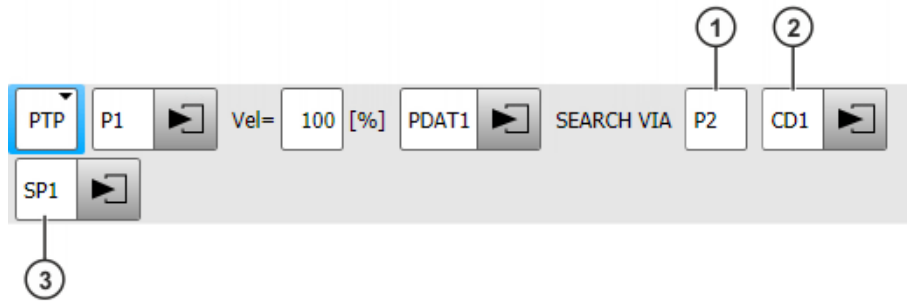 1 2
PTP P1 Vel= 100 [%] PDAT1 SEARCH VIA P2 CD1
SP1
3